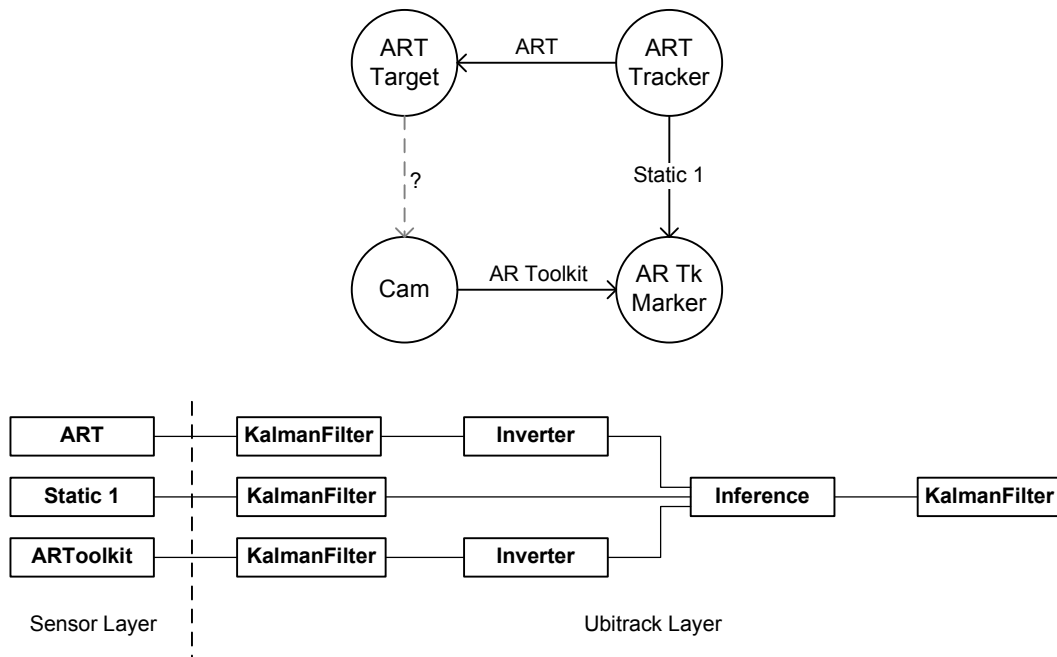 ART
Target
ART
ART
Tracker
?
Static 1
Cam
AR Toolkit
AR Tk
Marker
ART
KalmanFilter
Inverter
Static 1
KalmanFilter
Inference
KalmanFilter
ARToolkit
KalmanFilter
Inverter
Sensor Layer
Ubitrack Layer